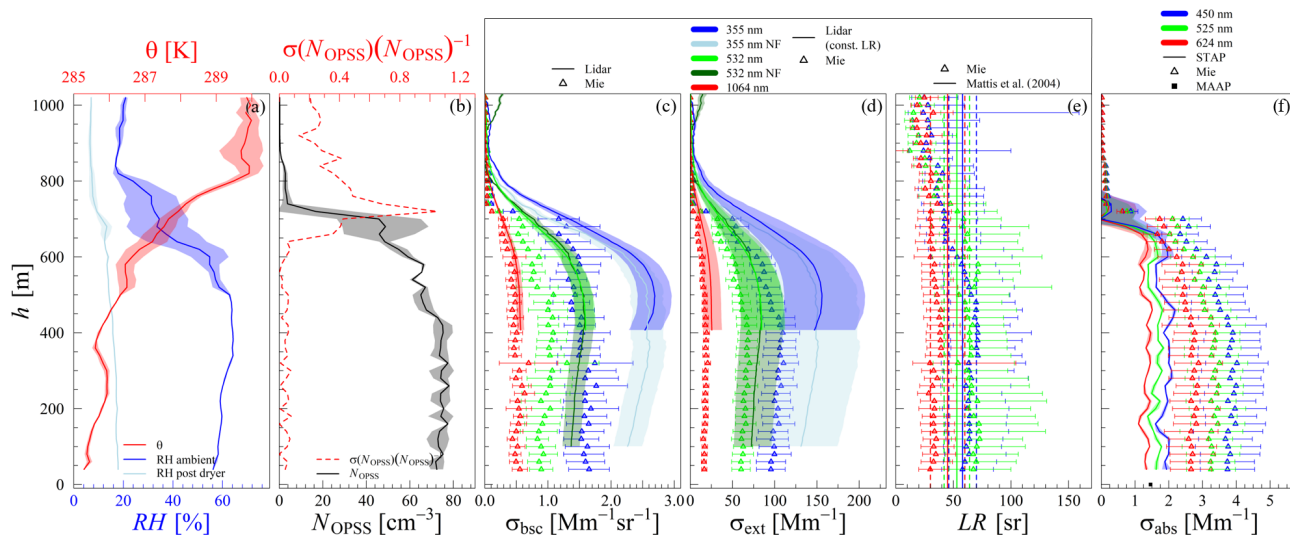 θ [K]
285 287 289
σ(N_OPSS)(N_OPSS)⁻¹
0.0 0.4 0.8 1.2
355 nm
355 nm NF
532 nm
532 nm NF
1064 nm
Lidar
Mie
Lidar
(const. LR)
Mie
Mie
Mattis et al. (2004)
450 nm
525 nm
624 nm
STAP
Mie
MAAP
(a)
(b)
(c)
(d)
(e)
(f)
h [m]
1000
800
600
400
200
0
θ
RH ambient
RH post dryer
σ(N_OPSS)(N_OPSS)
N_OPSS
0 20 40 60
0 20 40 60 80
0.0 1.0 2.0 3.0
0 50 100 150 200
0 50 100 150
0 1 2 3 4 5
RH [%]
N_OPSS [cm⁻³]
σ_bsc [Mm⁻¹sr⁻¹]
σ_ext [Mm⁻¹]
LR [sr]
σ_abs [Mm⁻¹]